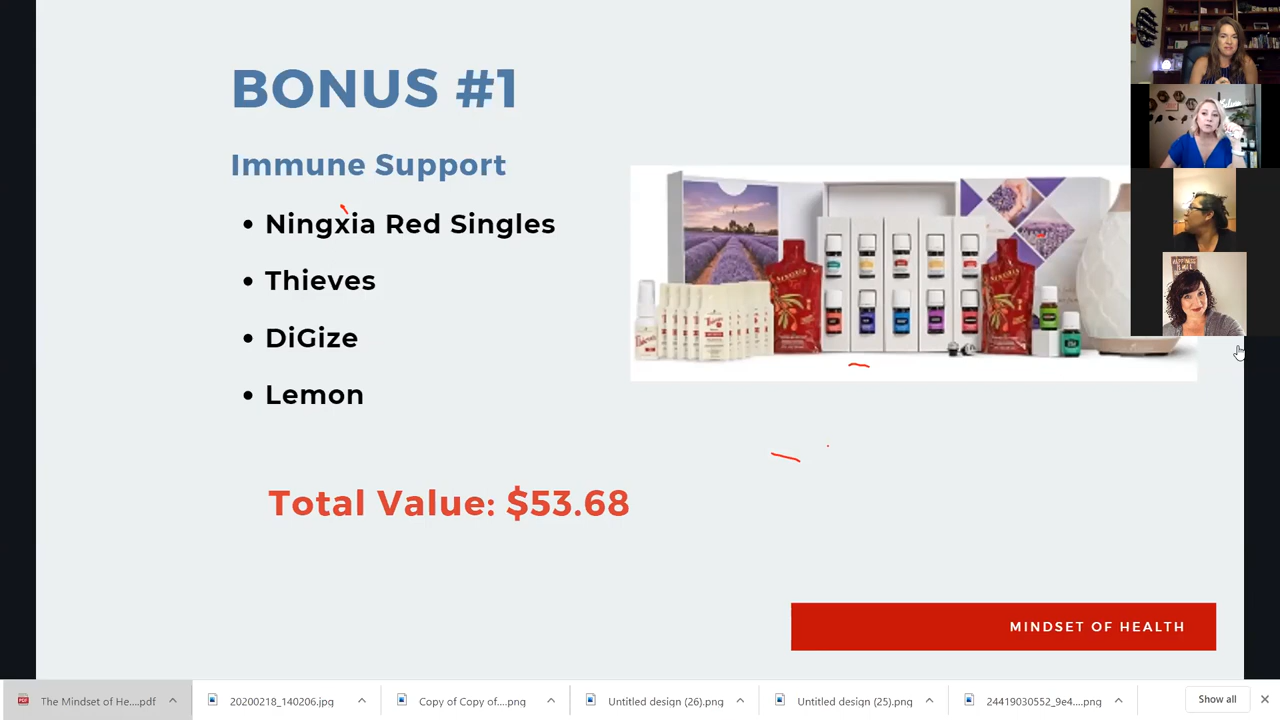 BONUS #1
Immune Support
Ningxia Red Singles
Thieves
DiGize
Lemon
Total Value: $53.68
MINDSET OF HEALTH
The Mindset of He....pdf
20200218_140206.jpg
Copy of Copy of....png
Untitled design (26).png
Untitled design (25).png
24419030552_9e4....png
Show all